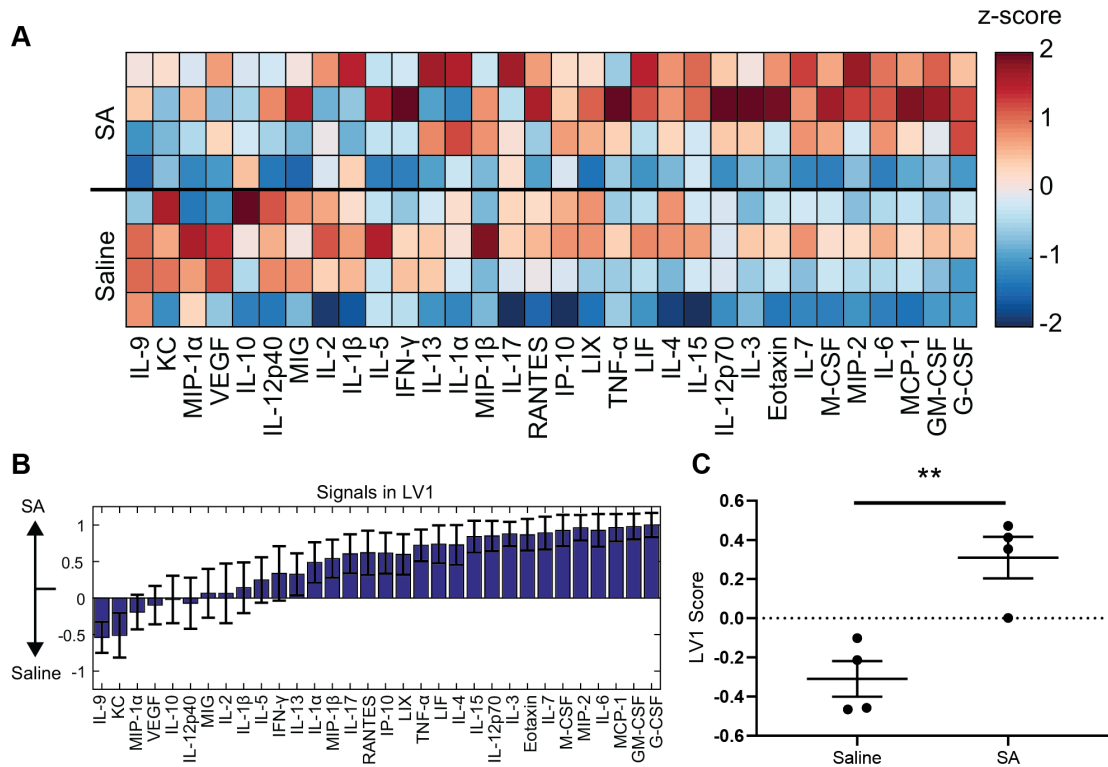 A
z-score
SA
Saline
2
1
0
-1
-2
IL-9
KC
MIP-1α
VEGF
IL-10
IL-12p40
MIG
IL-2
IL-1β
IL-5
IFN-γ
IL-13
IL-1α
MIP-1β
IL-17
RANTES
IP-10
LIX
TNF-α
LIF
IL-4
IL-15
IL-12p70
IL-3
Eotaxin
IL-7
M-CSF
MIP-2
IL-6
MCP-1
GM-CSF
G-CSF
B
Signals in LV1
SA
Saline
1
0.5
0
-0.5
-1
IL-9
KC
MIP-1α
VEGF
IL-10
IL-12p40
MIG
IL-2
IL-1β
IL-5
IFN-γ
IL-13
IL-1α
MIP-1β
IL-17
RANTES
IP-10
LIX
TNF-α
LIF
IL-4
IL-15
IL-12p70
IL-3
Eotaxin
IL-7
M-CSF
MIP-2
IL-6
MCP-1
GM-CSF
G-CSF
C
**
LV1 Score
0.6
0.4
0.2
0.0
-0.2
-0.4
-0.6
Saline
SA